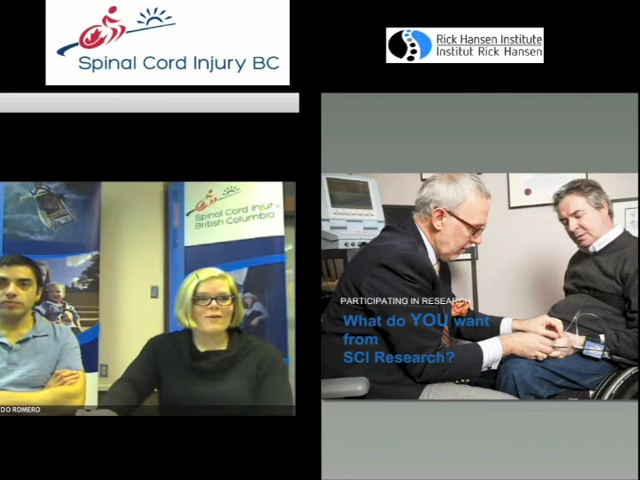 Spinal Cord Injury BC
Rick Hansen Institute
Institut Rick Hansen
Spinal Cord Injury
British Columbia
PARTICIPATING IN RESEARCH
What do YOU want
from
SCI Research?
DO ROMERO